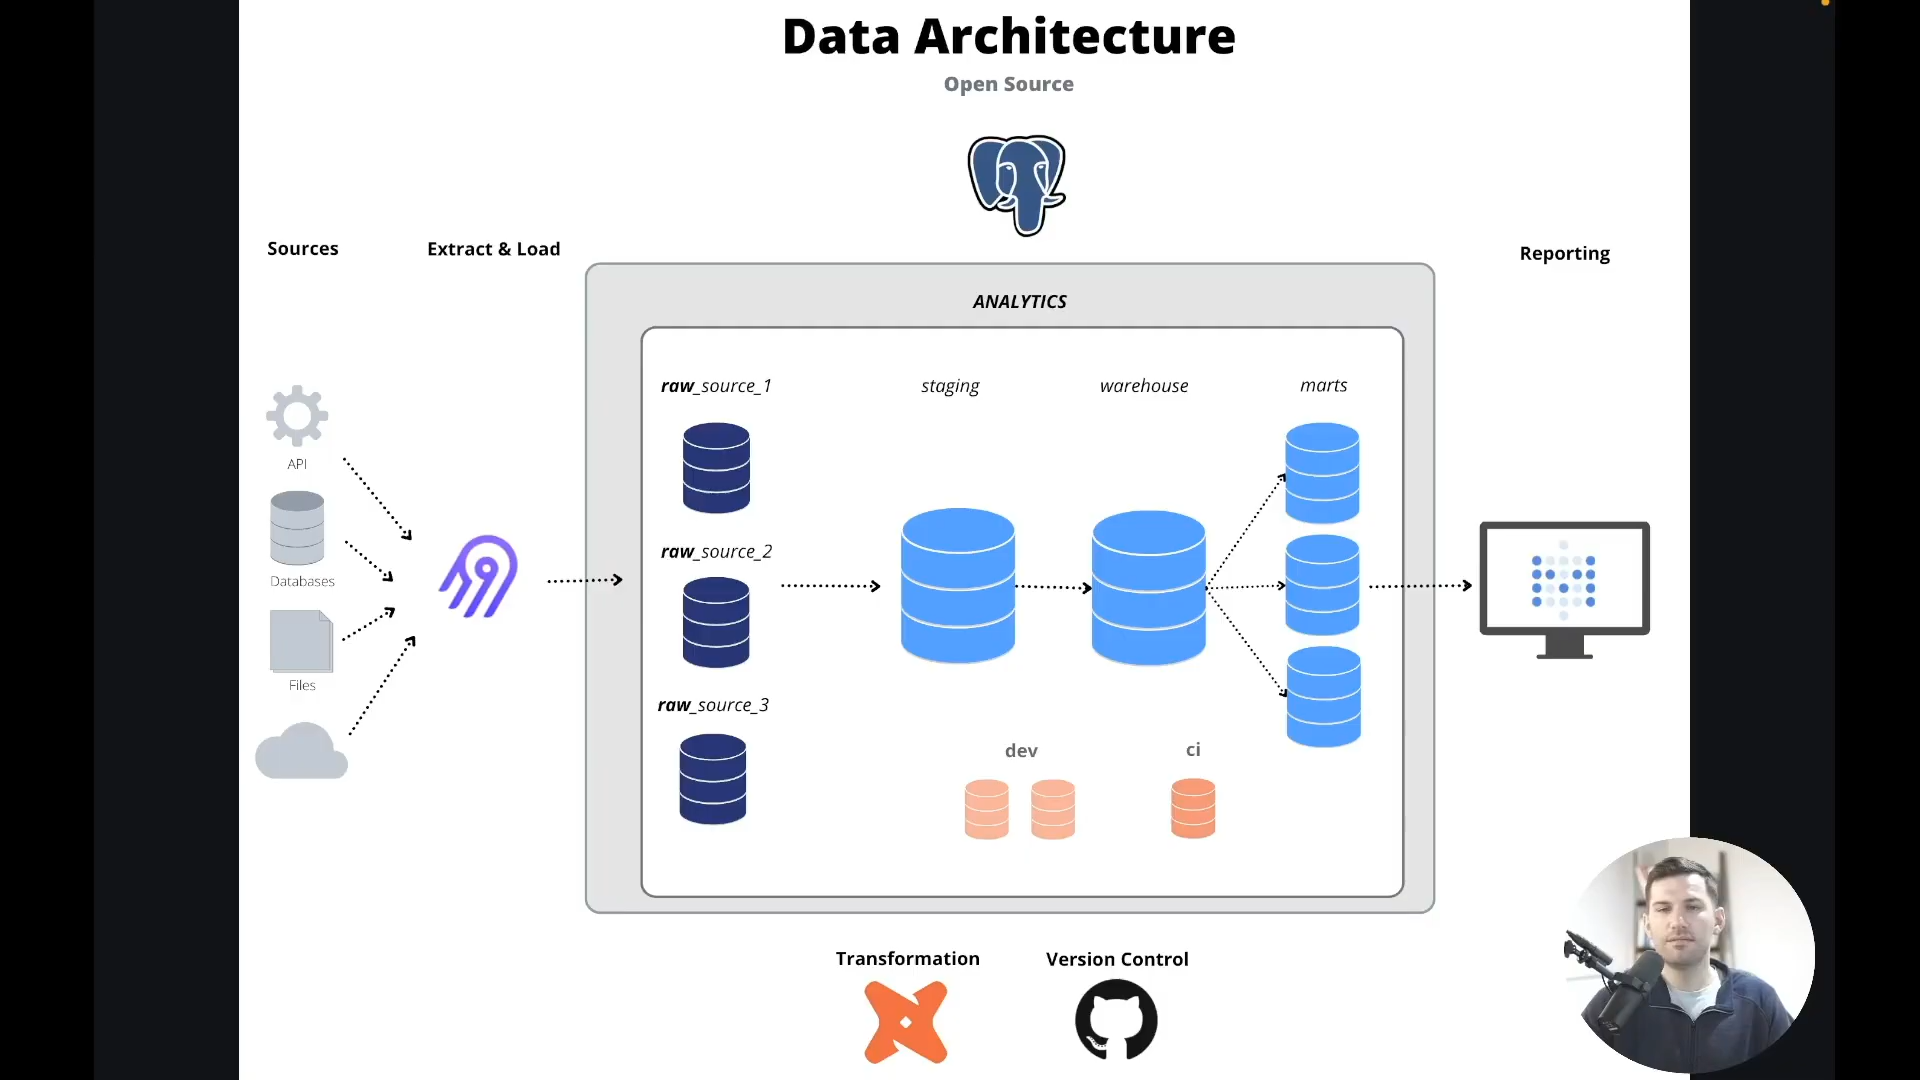 Data Architecture
Open Source
Sources
Extract & Load
Reporting
ANALYTICS
raw_source_1
staging
warehouse
marts
API
raw_source_2
Databases
Files
raw_source_3
dev
ci
Transformation
Version Control